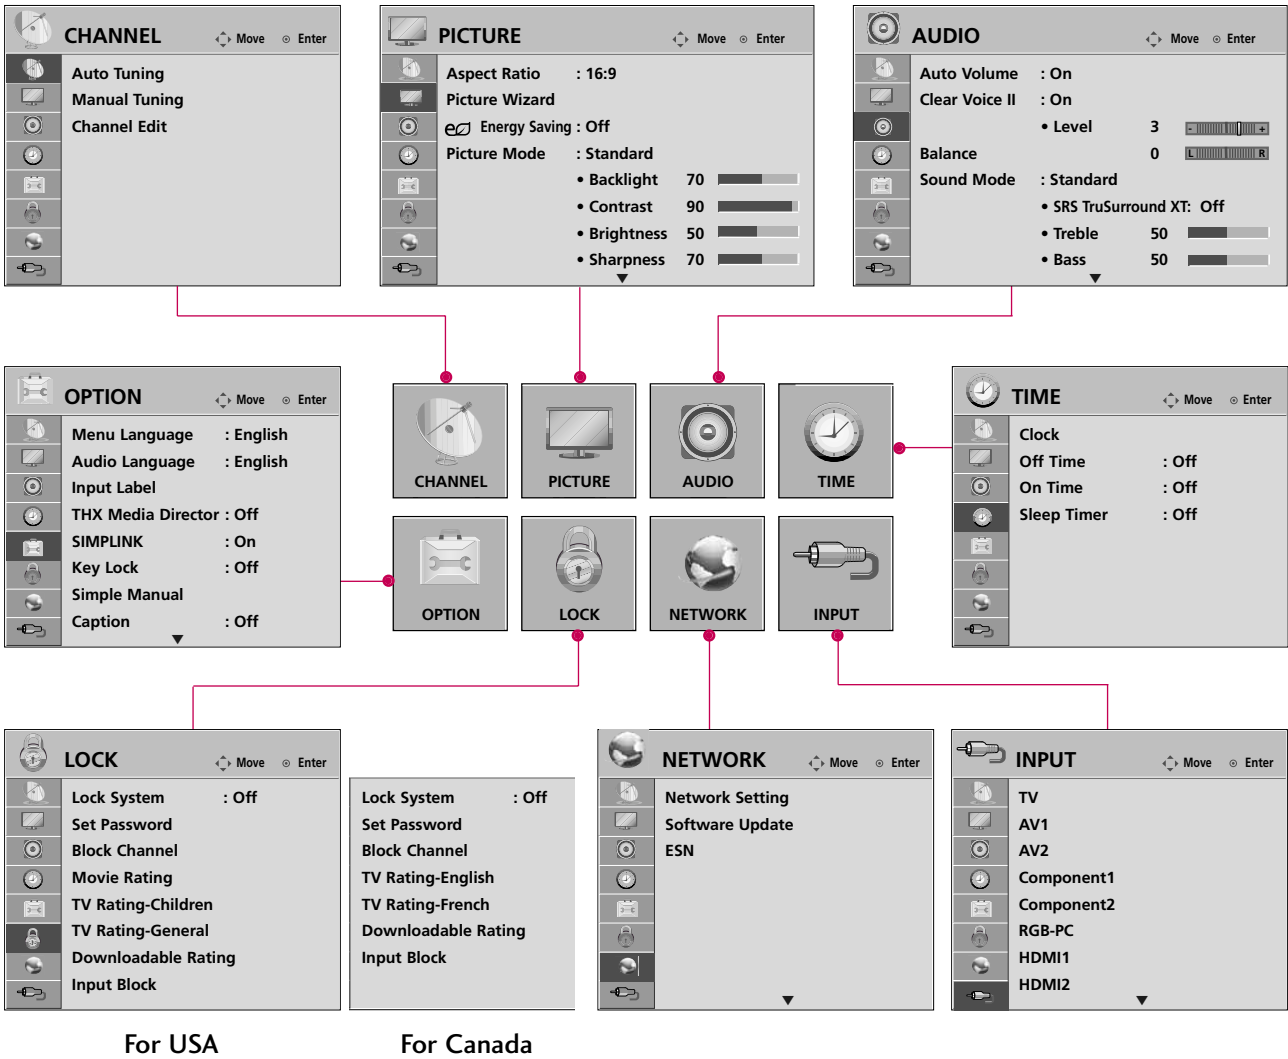 CHANNEL Move Enter
Auto Tuning
Manual Tuning
Channel Edit
PICTURE Move Enter
Aspect Ratio : 16:9
Picture Wizard
Energy Saving : Off
Picture Mode : Standard
• Backlight 70
• Contrast 90
• Brightness 50
• Sharpness 70
▼
AUDIO Move Enter
Auto Volume : On
Clear Voice II : On
• Level 3 - +
Balance 0 L R
Sound Mode : Standard
• SRS TruSurround XT: Off
• Treble 50
• Bass 50
▼
OPTION Move Enter
Menu Language : English
Audio Language : English
Input Label
THX Media Director : Off
SIMPLINK : On
Key Lock : Off
Simple Manual
Caption : Off
▼
CHANNEL
PICTURE
AUDIO
TIME
OPTION
LOCK
NETWORK
INPUT
TIME Move Enter
Clock
Off Time : Off
On Time : Off
Sleep Timer : Off
LOCK Move Enter
Lock System : Off
Set Password
Block Channel
Movie Rating
TV Rating-Children
TV Rating-General
Downloadable Rating
Input Block
For USA
Lock System : Off
Set Password
Block Channel
TV Rating-English
TV Rating-French
Downloadable Rating
Input Block
For Canada
NETWORK Move Enter
Network Setting
Software Update
ESN
▼
INPUT Move Enter
TV
AV1
AV2
Component1
Component2
RGB-PC
HDMI1
HDMI2
▼